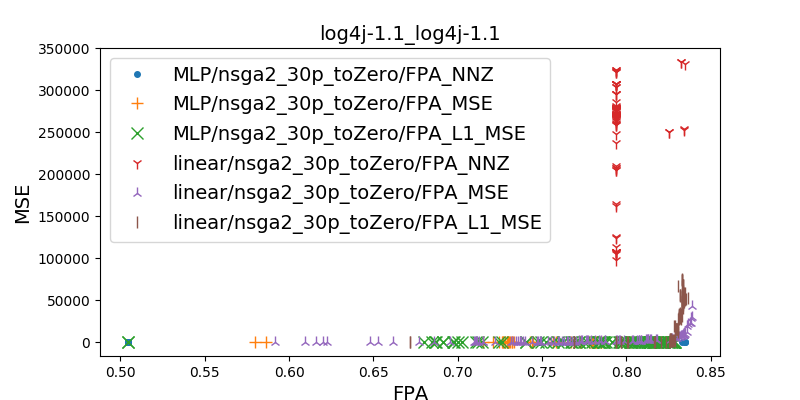 log4j-1.1_log4j-1.1
350000
300000
250000
200000
150000
100000
50000
0
MSE
MLP/nsga2_30p_toZero/FPA_NNZ
MLP/nsga2_30p_toZero/FPA_MSE
MLP/nsga2_30p_toZero/FPA_L1_MSE
linear/nsga2_30p_toZero/FPA_NNZ
linear/nsga2_30p_toZero/FPA_MSE
linear/nsga2_30p_toZero/FPA_L1_MSE
0.50 0.55 0.60 0.65 0.70 0.75 0.80 0.85
FPA